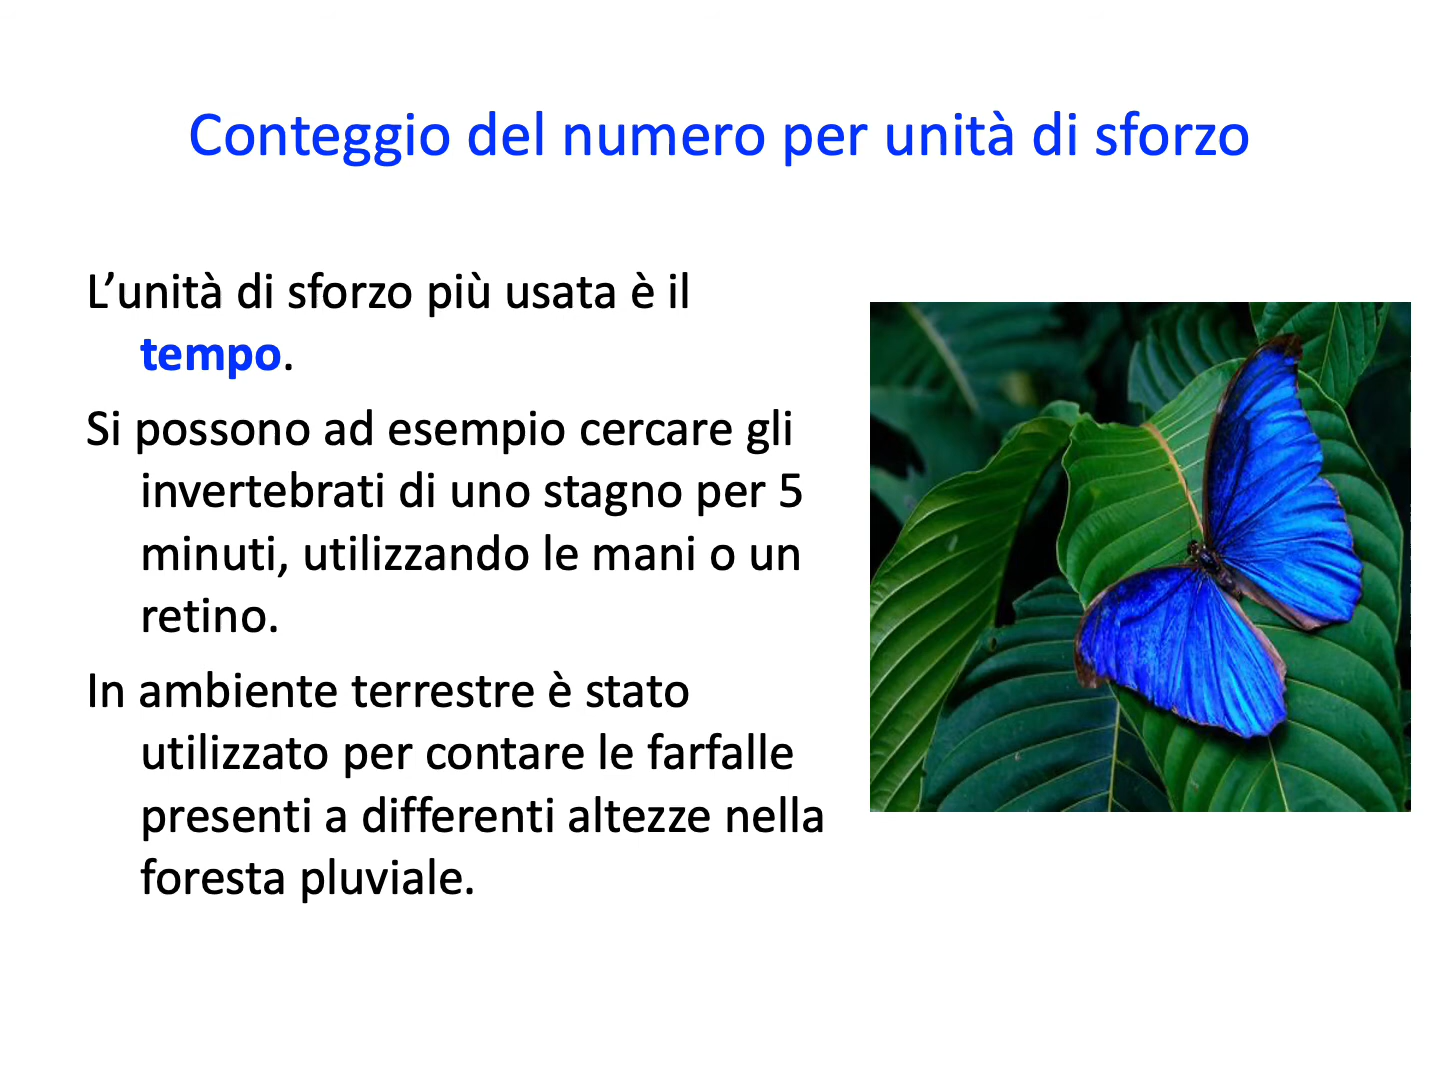 Conteggio del numero per unità di sforzo
L’unità di sforzo più usata è il
tempo.
Si possono ad esempio cercare gli
invertebrati di uno stagno per 5
minuti, utilizzando le mani o un
retino.
In ambiente terrestre è stato
utilizzato per contare le farfalle
presenti a differenti altezze nella
foresta pluviale.